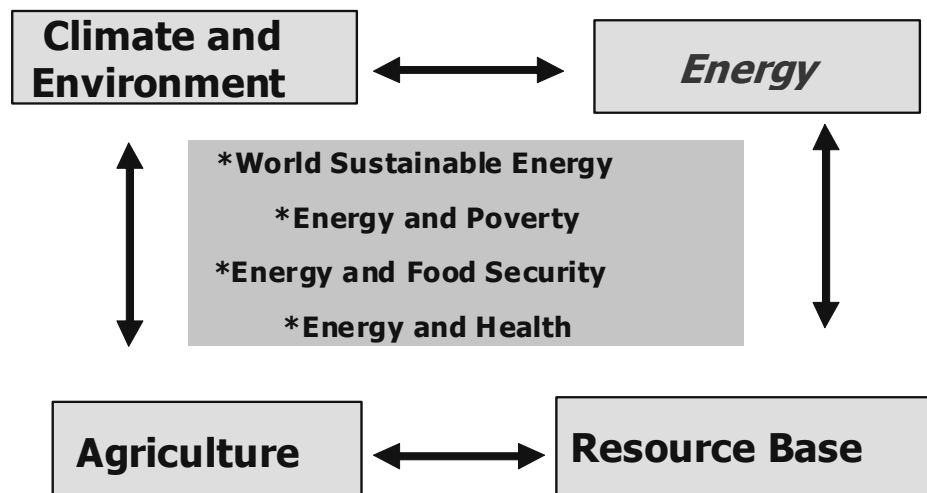 Climate and
Environment
Energy
*World Sustainable Energy
*Energy and Poverty
*Energy and Food Security
*Energy and Health
Agriculture
Resource Base